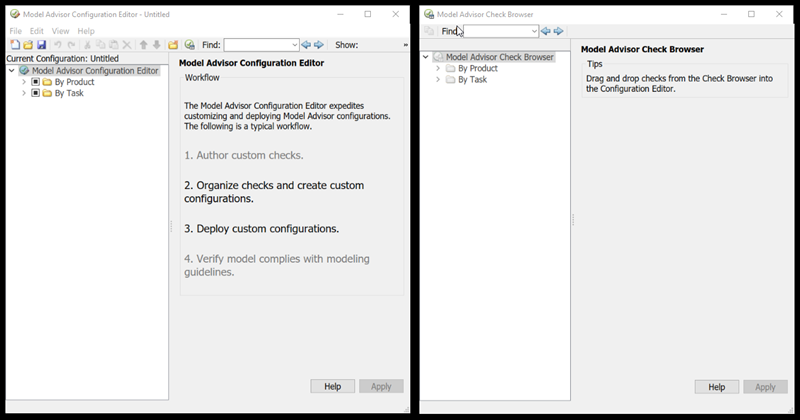 Model Advisor Configuration Editor - Untitled
File Edit View Help
Find: Show: »
Current Configuration: Untitled
Model Advisor Configuration Editor
By Product
By Task
Model Advisor Configuration Editor
Workflow
The Model Advisor Configuration Editor expedites
customizing and deploying Model Advisor configurations.
The following is a typical workflow.
1. Author custom checks.
2. Organize checks and create custom
configurations.
3. Deploy custom configurations.
4. Verify model complies with modeling
guidelines.
Help Apply
Model Advisor Check Browser
Find:
Model Advisor Check Browser
By Product
By Task
Model Advisor Check Browser
Tips
Drag and drop checks from the Check Browser into
the Configuration Editor.
Help Apply